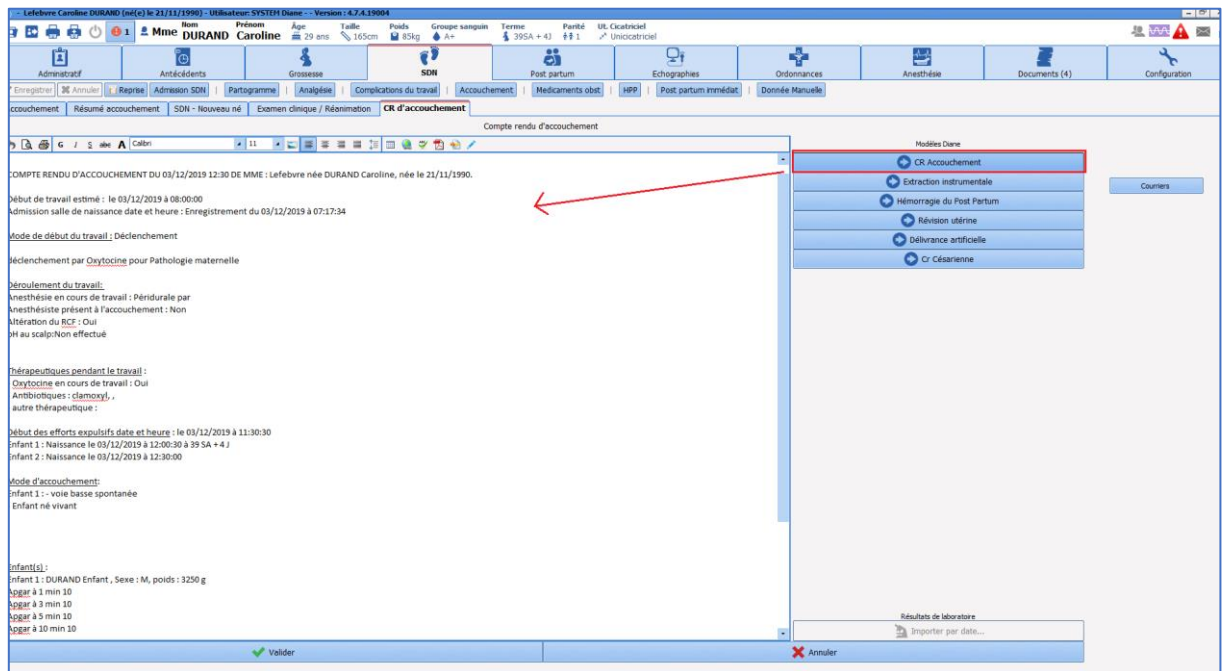 - Lefebvre Caroline DURAND (né(e) le 21/11/1990) - Utilisateur: SYSTEM Diane - - Version : 4.7.4.19004
1 Mme Nom DURAND Prénom Caroline Âge 29 ans Taille 165cm Poids 85kg Groupe sanguin A+ Terme 39SA + 4J Parité 1 Ut. Cicatriciel Unicicatriciel
Adminatratif Antécédents Grossesse SDN Post partum Echographies Ordonnances Anesthésie Documents (4) Configuration
Enregistrer Annuler Reprise Admission SDN | Partogramme | Analgésie | Complications du travail | Accouchement | Medicaments obst | HPP | Post partum immédiat | Donnée Manuelle
ccouchement Résumé accouchement SDN - Nouveau né Examen clinique / Réanimation CR d'accouchement
Compte rendu d'accouchement
G I S abc A Calibri 11
Modèles Diane
CR Accouchement
Extraction instrumentale
Hémorragie du Post Partum
Révision utérine
Délivrance artificielle
Cr Césarienne
Courriers
COMPTE RENDU D'ACCOUCHEMENT DU 03/12/2019 12:30 DE MME : Lefebvre née DURAND Caroline, née le 21/11/1990.
Début de travail estimé : le 03/12/2019 à 08:00:00
Admission salle de naissance date et heure : Enregistrement du 03/12/2019 à 07:17:34
Mode de début du travail : Déclenchement
déclenchement par Oxytocine pour Pathologie maternelle
Déroulement du travail:
Anesthésie en cours de travail : Péridurale par
Anesthésiste présent à l'accouchement : Non
Altération du RCF : Oui
pH au scalp:Non effectué
Thérapeutiques pendant le travail :
Oxytocine en cours de travail : Oui
Antibiotiques : clamoxyl, ,
autre thérapeutique :
Début des efforts expulsifs date et heure : le 03/12/2019 à 11:30:30
Enfant 1 : Naissance le 03/12/2019 à 12:00:30 à 39 SA + 4 J
Enfant 2 : Naissance le 03/12/2019 à 12:30:00
Mode d'accouchement:
Enfant 1 : - voie basse spontanée
Enfant né vivant
Enfant(s) :
Enfant 1 : DURAND Enfant , Sexe : M, poids : 3250 g
Apgar à 1 min 10
Apgar à 3 min 10
Apgar à 5 min 10
Apgar à 10 min 10
Résultats de laboratoire
Importer par date...
Valider Annuler